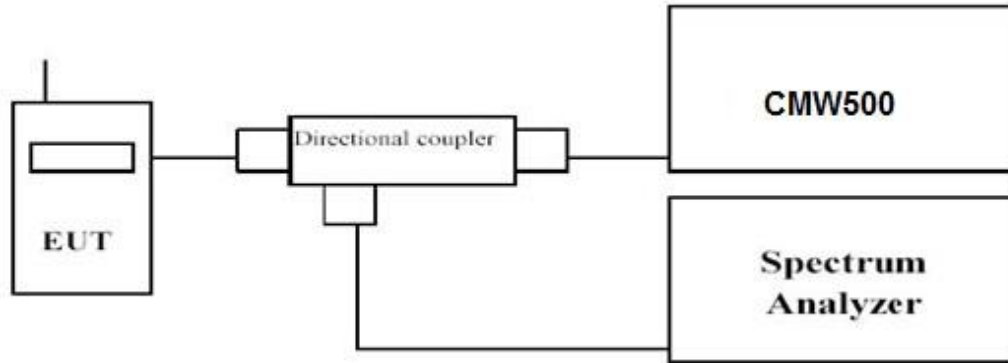 CMW500
Directional coupler
EUT
Spectrum
Analyzer